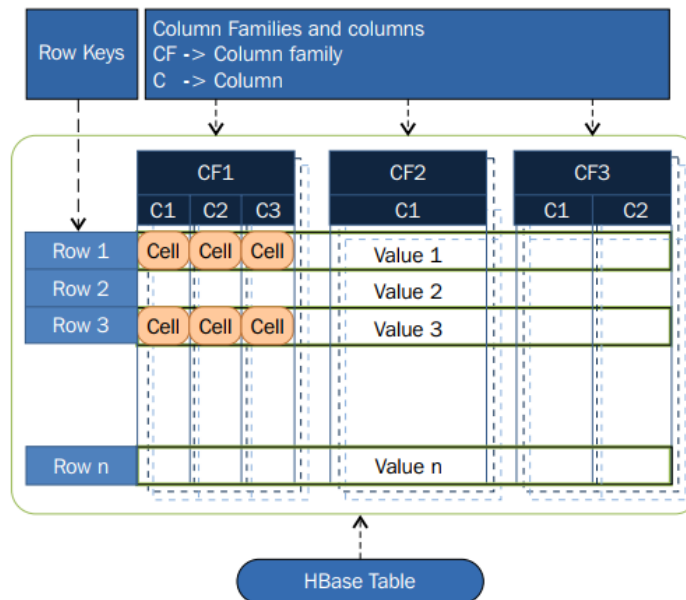 Row Keys
Column Families and columns
CF -> Column family
C -> Column
CF1
CF2
CF3
C1 C2 C3
C1
C1 C2
Row 1 Cell Cell Cell Value 1
Row 2 Value 2
Row 3 Cell Cell Cell Value 3
Row n Value n
HBase Table